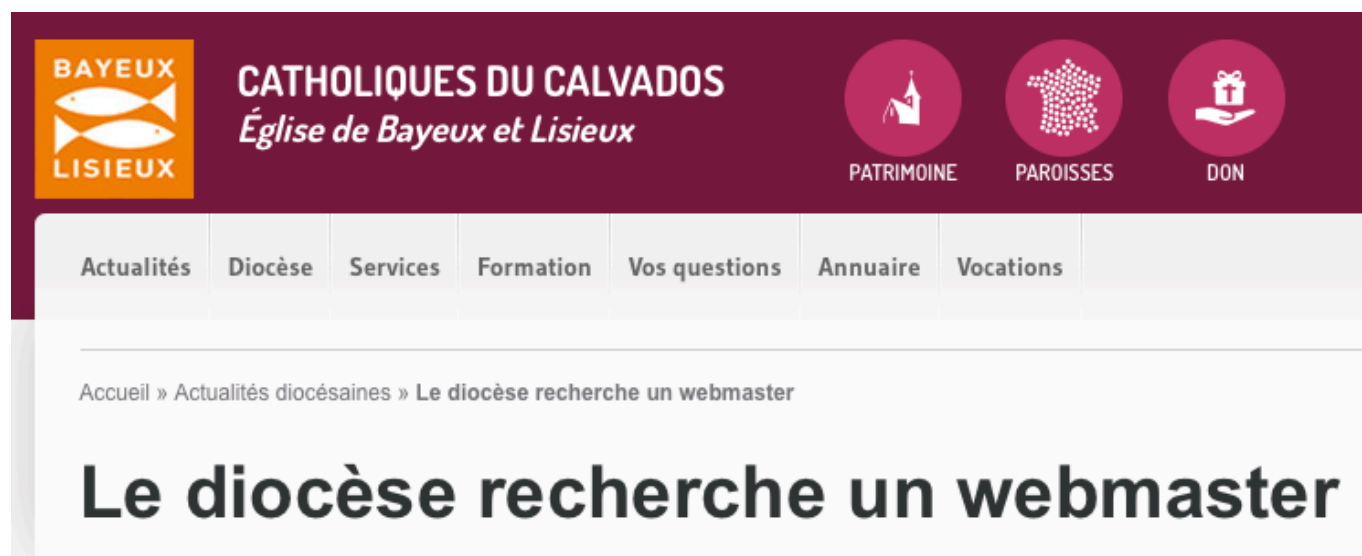 BAYEUX
LISIEUX
CATHOLIQUES DU CALVADOS
Église de Bayeux et Lisieux
PATRIMOINE PAROISSES DON
Actualités Diocèse Services Formation Vos questions Annuaire Vocations
Accueil » Actualités diocésaines » Le diocèse recherche un webmaster
Le diocèse recherche un webmaster